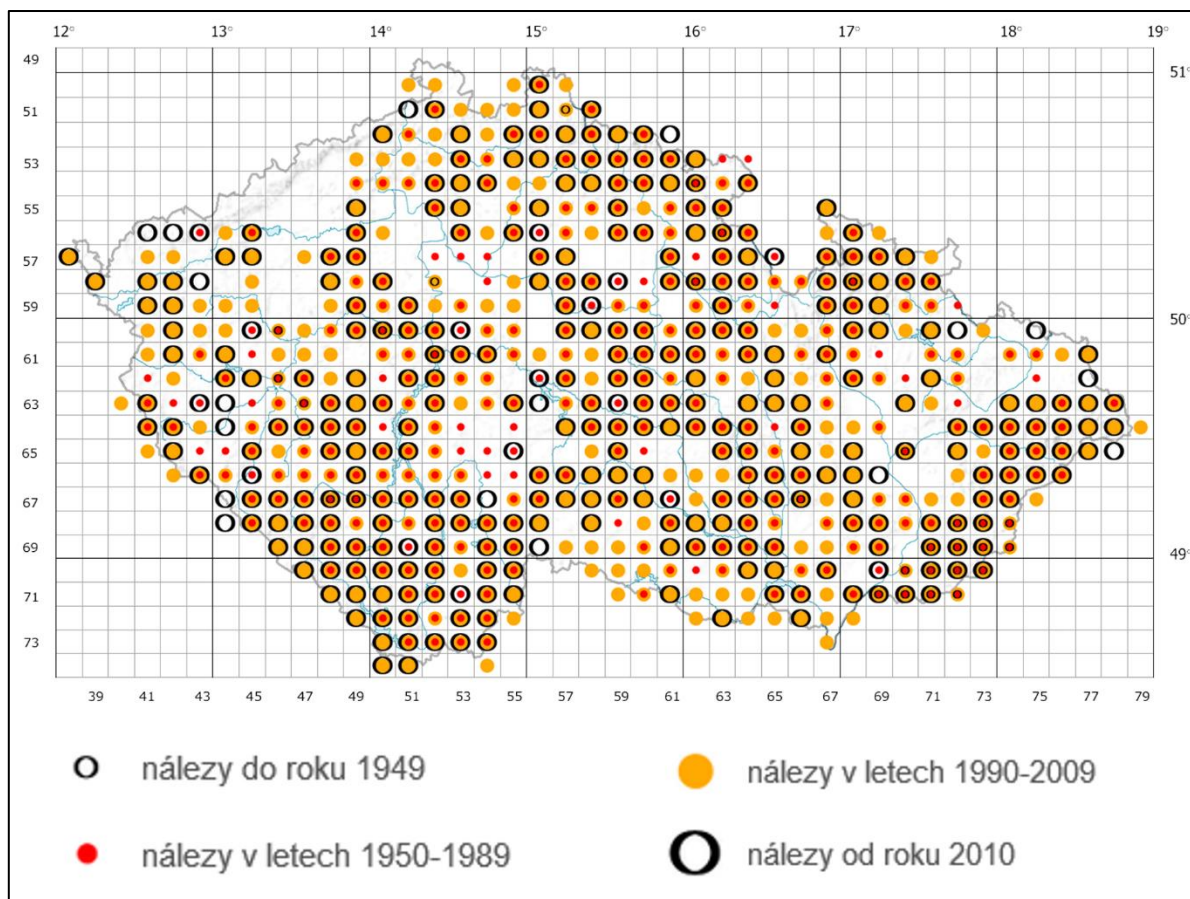 12° 13° 14° 15° 16° 17° 18° 19°
49
51°
51
53
55
57
59
50°
61
63
65
67
69
49°
71
73
39 41 43 45 47 49 51 53 55 57 59 61 63 65 67 69 71 73 75 77 79
nálezy do roku 1949
nálezy v letech 1990-2009
nálezy v letech 1950-1989
nálezy od roku 2010